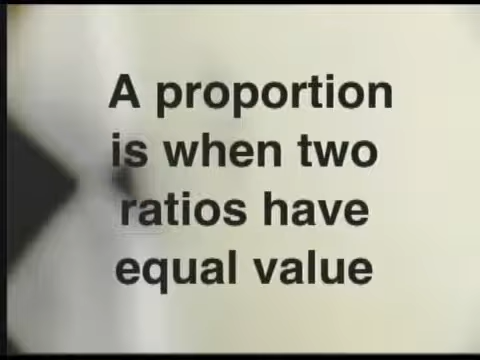 A proportion
is when two
ratios have
equal value